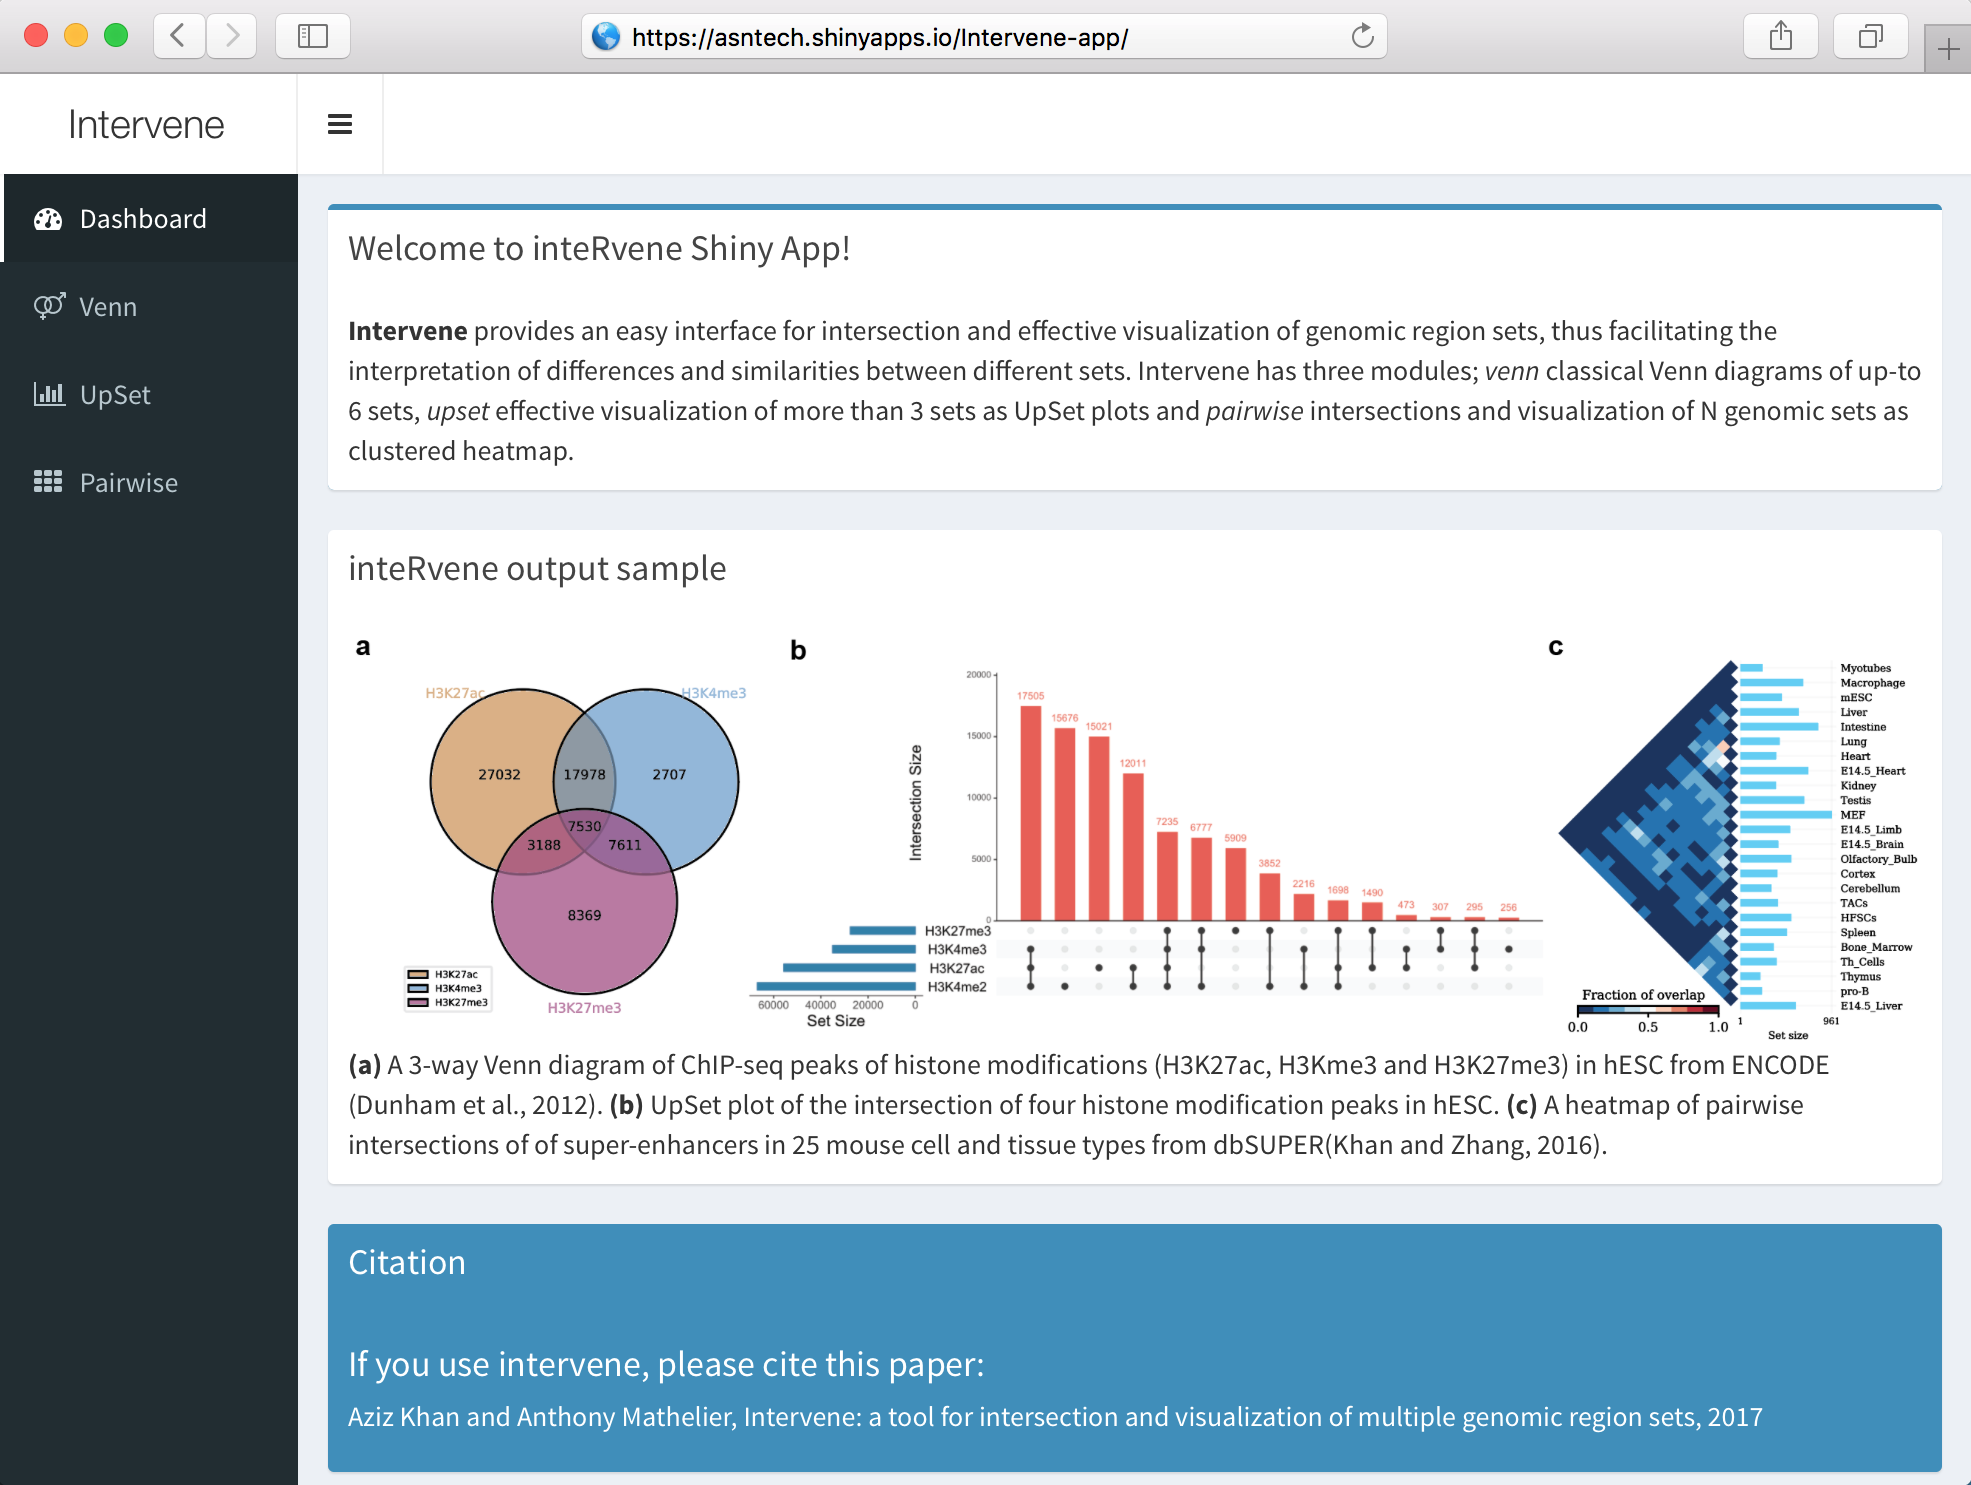 https://asntech.shinyapps.io/Intervene-app/
Intervene
Dashboard
Venn
UpSet
Pairwise
Welcome to inteRvene Shiny App!
Intervene provides an easy interface for intersection and effective visualization of genomic region sets, thus facilitating the
interpretation of differences and similarities between different sets. Intervene has three modules; venn classical Venn diagrams of up-to
6 sets, upset effective visualization of more than 3 sets as UpSet plots and pairwise intersections and visualization of N genomic sets as
clustered heatmap.
inteRvene output sample
a
H3K27ac
H3K4me3
27032
17978
2707
7530
3188
7611
8369
H3K27ac
H3K4me3
H3K27me3
H3K27me3
b
Intersection Size
20000
15000
10000
5000
0
17505
15676
15021
12011
7235
6777
5909
3852
2216
1698
1490
473
307
295
256
H3K27me3
H3K4me3
H3K27ac
H3K4me2
60000 40000 20000 0
Set Size
c
Myotubes
Macrophage
mESC
Liver
Intestine
Lung
Heart
E14.5_Heart
Kidney
Testis
MEF
E14.5_Limb
E14.5_Brain
Olfactory_Bulb
Cortex
Cerebellum
TACs
HFSCs
Spleen
Bone_Marrow
Th_Cells
Thymus
pro-B
E14.5_Liver
Fraction of overlap
0.0 0.5 1.0
1 961
Set size
(a) A 3-way Venn diagram of ChIP-seq peaks of histone modifications (H3K27ac, H3Kme3 and H3K27me3) in hESC from ENCODE
(Dunham et al., 2012). (b) UpSet plot of the intersection of four histone modification peaks in hESC. (c) A heatmap of pairwise
intersections of of super-enhancers in 25 mouse cell and tissue types from dbSUPER(Khan and Zhang, 2016).
Citation
If you use intervene, please cite this paper:
Aziz Khan and Anthony Mathelier, Intervene: a tool for intersection and visualization of multiple genomic region sets, 2017